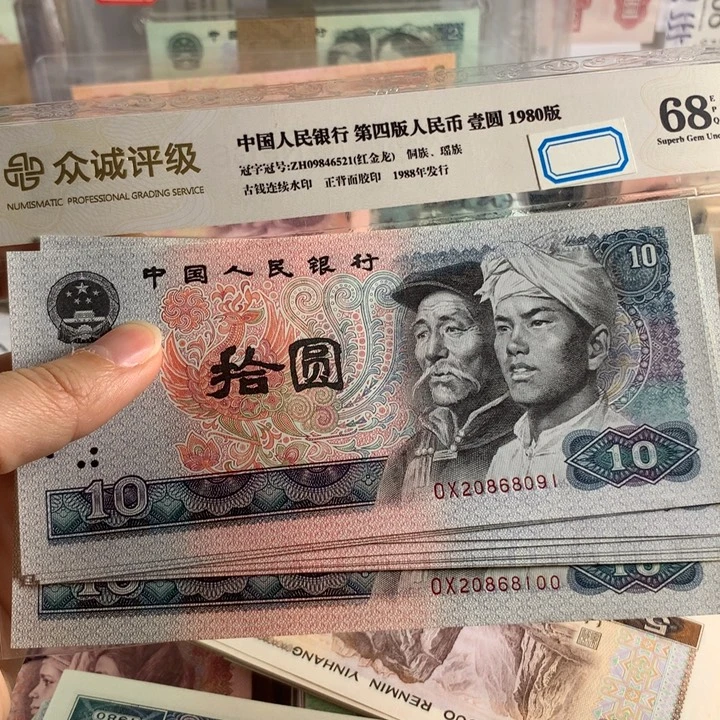 众诚评级
NUMISMATIC PROFESSIONAL GRADING SERVICE
中国人民银行 第四版人民币 壹圆 1980版
冠字冠号:ZH09846521(红金龙) 侗族、瑶族
古钱连续水印 正背面胶印 1988年发行
68
E
P
Q
Superb Gem Unc
中国人民银行
10
拾圆
10
10
0X20868091
10
10
0X20868100
RENMIN YINHANG
1980